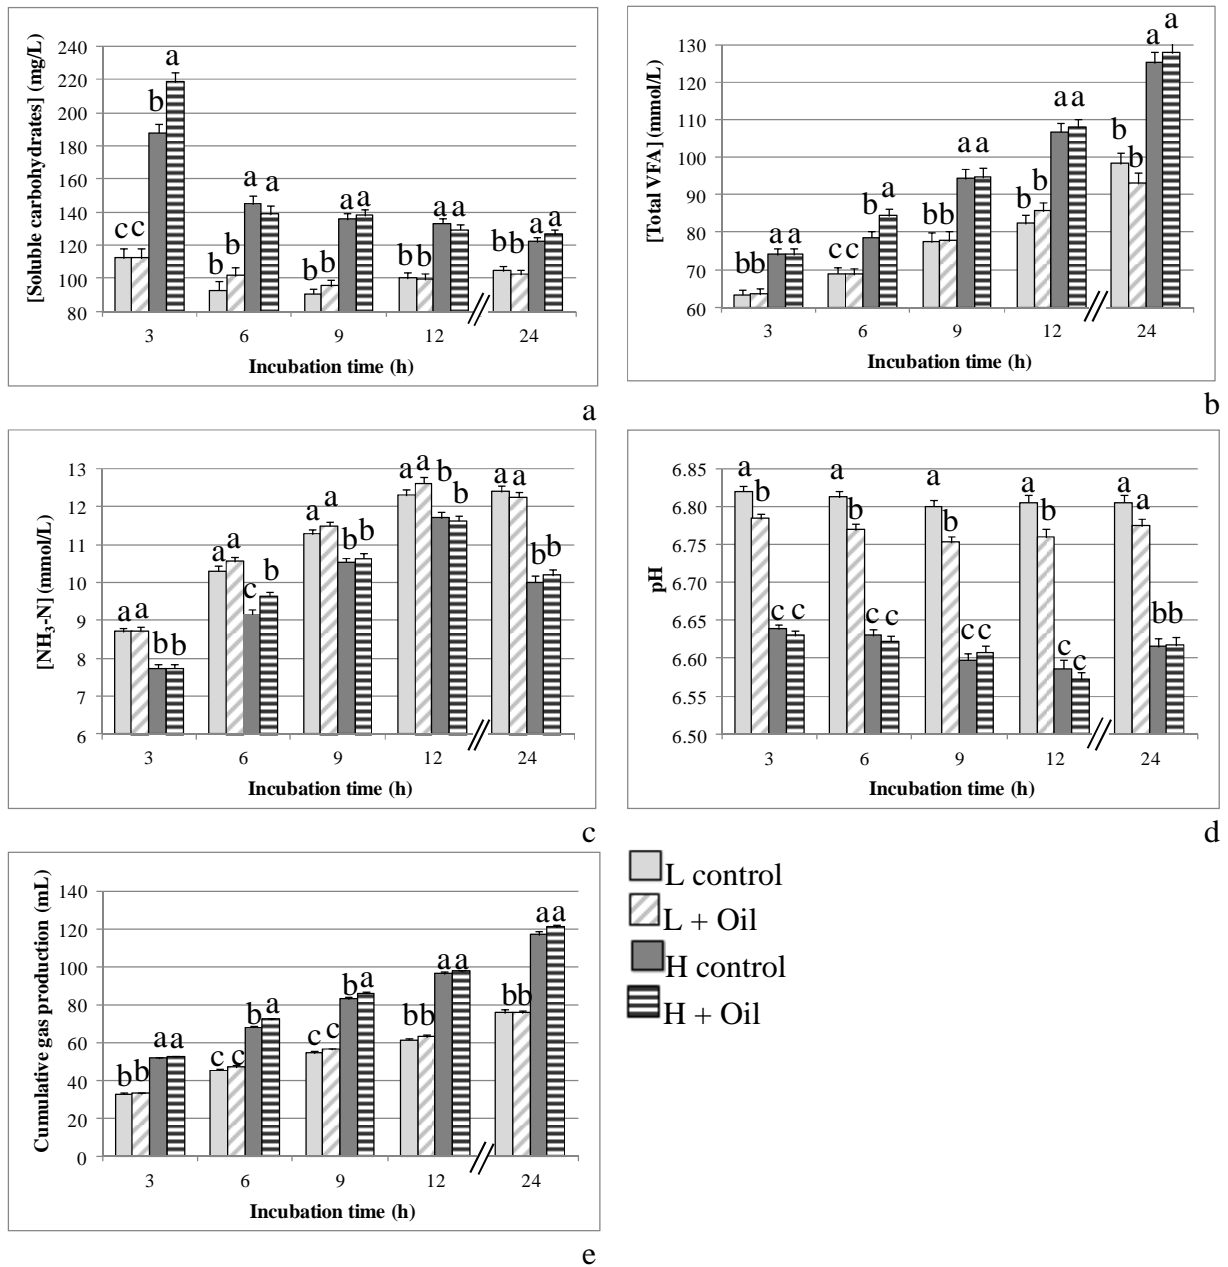 [Soluble carbohydrates] (mg/L)
240
220
200
180
160
140
120
100
80
c c b a
b b a a
b b a a
b b a a
b b a a
3 6 9 12 24
Incubation time (h)
a
[Total VFA] (mmol/L)
130
120
110
100
90
80
70
60
b b a a
c c b a
b b a a
b b a a
b b a a
3 6 9 12 24
Incubation time (h)
b
[NH3-N] (mmol/L)
13
12
11
10
9
8
7
6
a a b b
a a c b
a a b b
a a b b
a a b b
3 6 9 12 24
Incubation time (h)
c
pH
6.85
6.80
6.75
6.70
6.65
6.60
6.55
6.50
a b c c
a b c c
a b c c
a b c c
a a b b
3 6 9 12 24
Incubation time (h)
d
Cumulative gas production (mL)
140
120
100
80
60
40
20
0
b b a a
c c b a
c c b a
b b a a
b b a a
3 6 9 12 24
Incubation time (h)
e
L control
L + Oil
H control
H + Oil